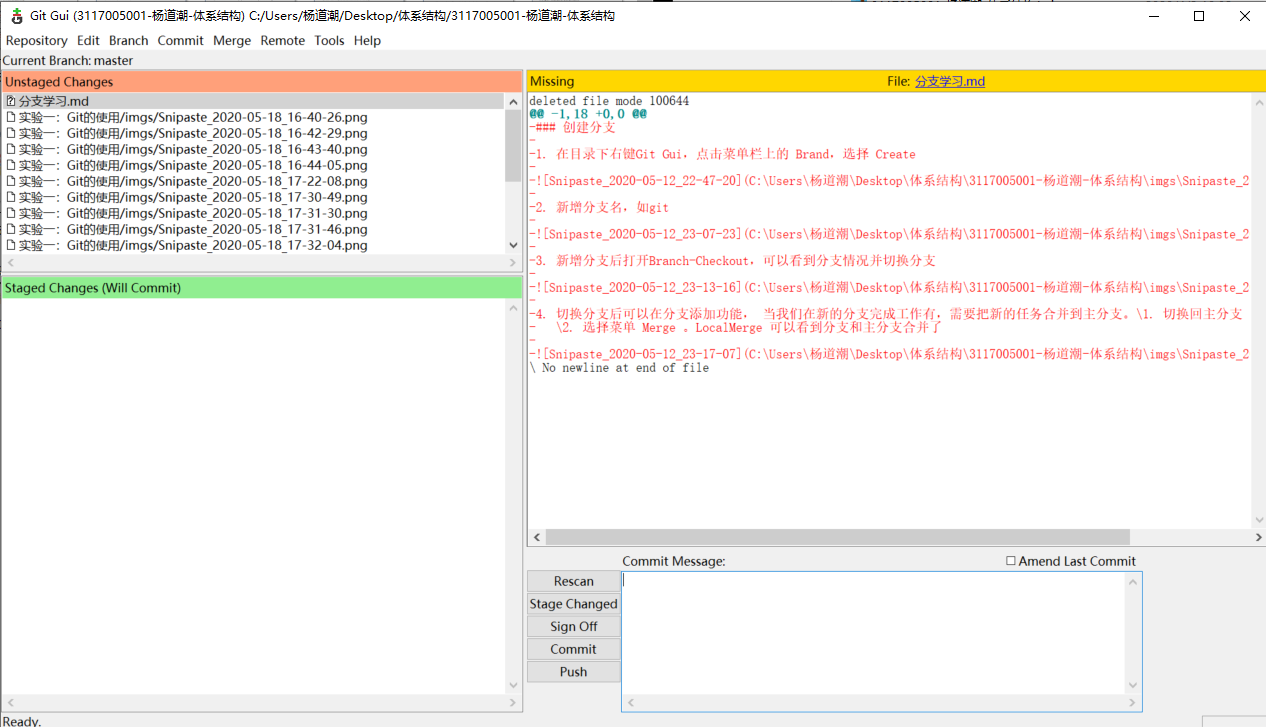 Git Gui (3117005001-杨道潮-体系结构) C:/Users/杨道潮/Desktop/体系结构/3117005001-杨道潮-体系结构
Repository Edit Branch Commit Merge Remote Tools Help
Current Branch: master
Unstaged Changes
分支学习.md
实验一：Git的使用/imgs/Snipaste_2020-05-18_16-40-26.png
实验一：Git的使用/imgs/Snipaste_2020-05-18_16-42-29.png
实验一：Git的使用/imgs/Snipaste_2020-05-18_16-43-40.png
实验一：Git的使用/imgs/Snipaste_2020-05-18_16-44-05.png
实验一：Git的使用/imgs/Snipaste_2020-05-18_17-22-08.png
实验一：Git的使用/imgs/Snipaste_2020-05-18_17-30-49.png
实验一：Git的使用/imgs/Snipaste_2020-05-18_17-31-30.png
实验一：Git的使用/imgs/Snipaste_2020-05-18_17-31-46.png
实验一：Git的使用/imgs/Snipaste_2020-05-18_17-32-04.png
Staged Changes (Will Commit)
Missing File: 分支学习.md
deleted file mode 100644
@@ -1,18 +0,0 @@
-### 创建分支
-
-1. 在目录下右键Git Gui，点击菜单栏上的 Brand，选择 Create
-
-![Snipaste_2020-05-12_22-47-20](C:\Users\杨道潮\Desktop\体系结构\3117005001-杨道潮-体系结构\imgs\Snipaste_2
-
-2. 新增分支名，如git
-
-![Snipaste_2020-05-12_23-07-23](C:\Users\杨道潮\Desktop\体系结构\3117005001-杨道潮-体系结构\imgs\Snipaste_2
-
-3. 新增分支后打开Branch-Checkout，可以看到分支情况并切换分支
-
-![Snipaste_2020-05-12_23-13-16](C:\Users\杨道潮\Desktop\体系结构\3117005001-杨道潮-体系结构\imgs\Snipaste_2
-
-4. 切换分支后可以在分支添加功能， 当我们在新的分支完成工作有，需要把新的任务合并到主分支。\1. 切换回主分支
-  \2. 选择菜单 Merge 。LocalMerge 可以看到分支和主分支合并了
-
-![Snipaste_2020-05-12_23-17-07](C:\Users\杨道潮\Desktop\体系结构\3117005001-杨道潮-体系结构\imgs\Snipaste_2
\ No newline at end of file
Commit Message: Amend Last Commit
Rescan
Stage Changed
Sign Off
Commit
Push
Ready.